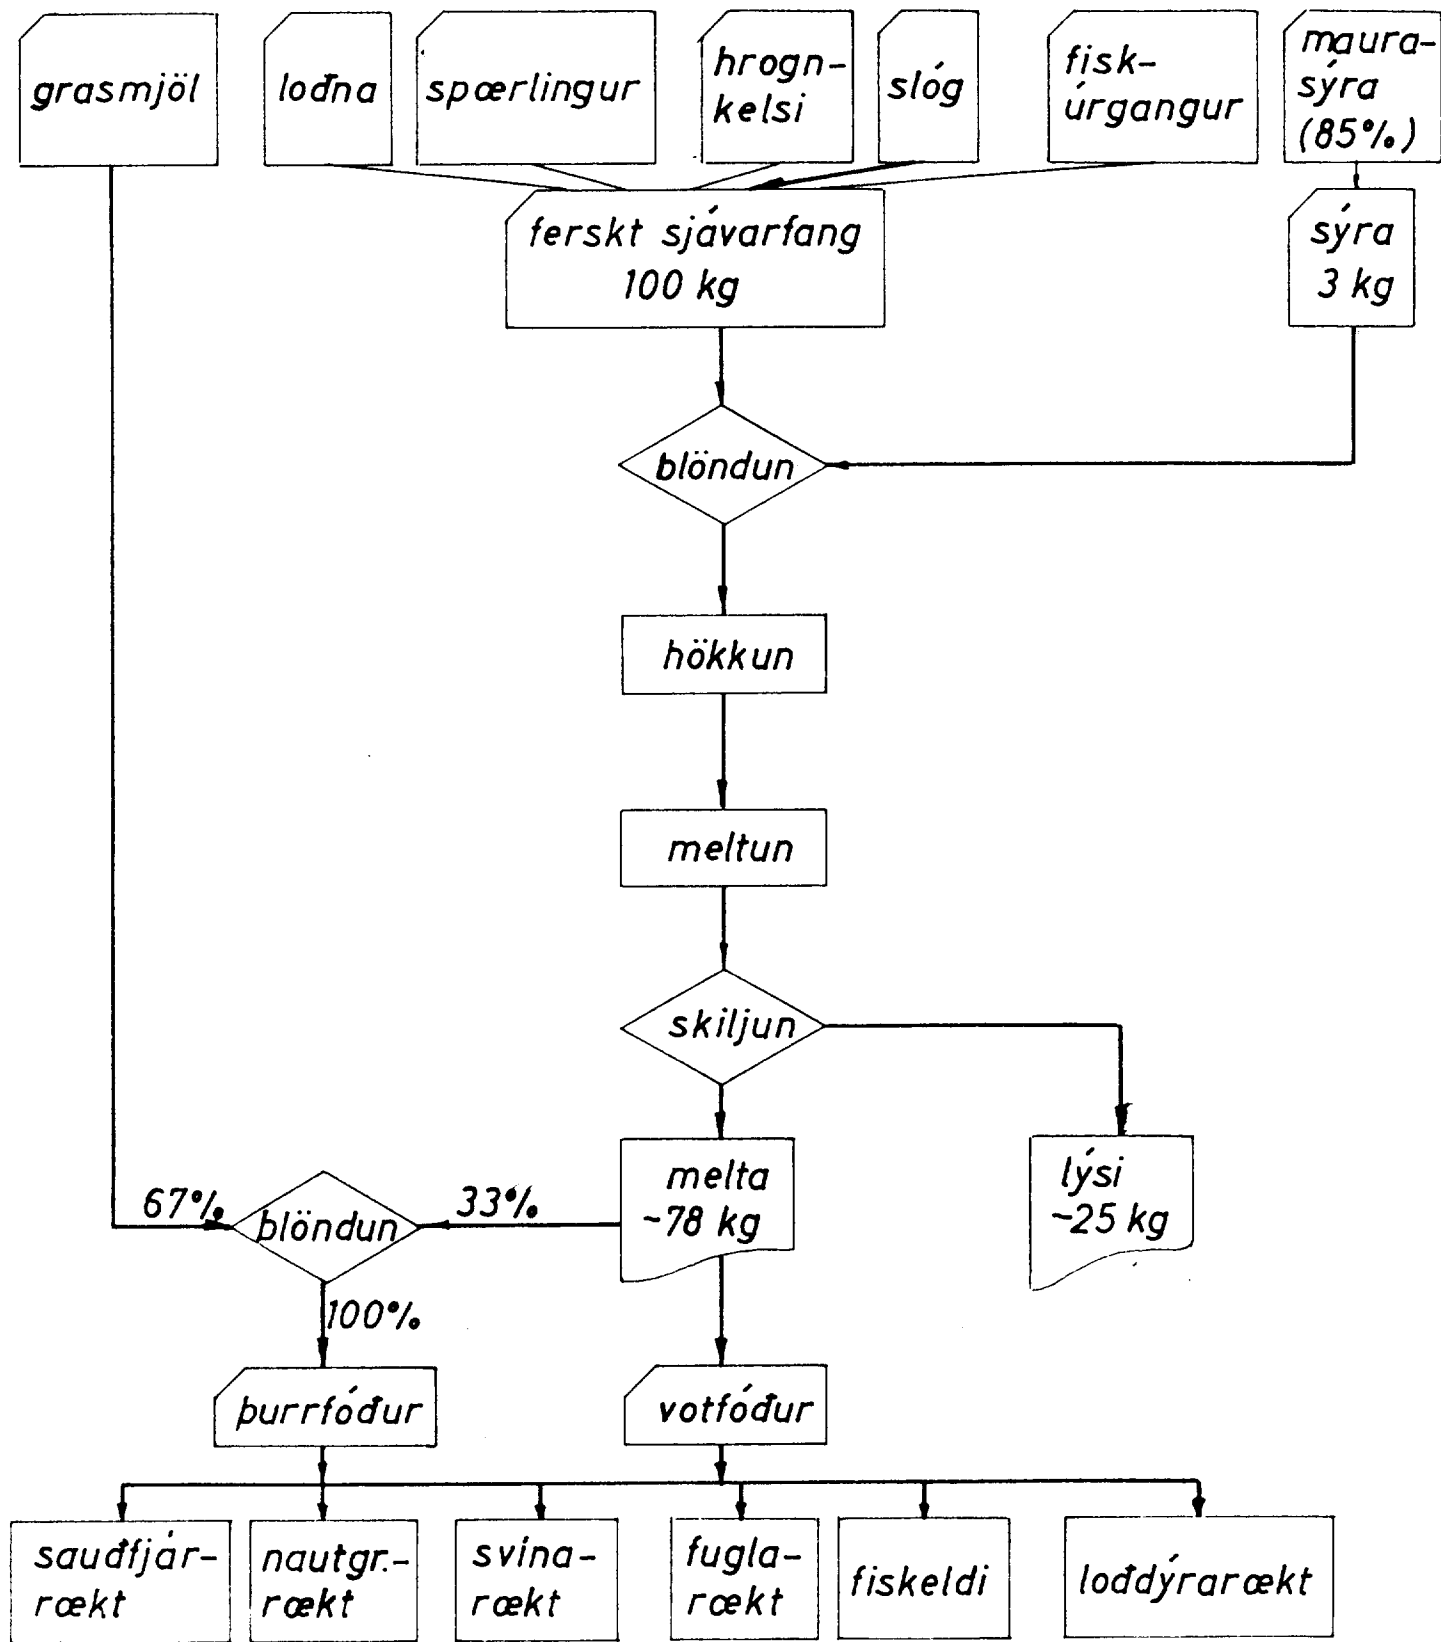 grasmjöl
loðna
spærlingur
hrogn-
kelsi
slóg
fisk-
úrgangur
maura-
sýra
(85%)
ferskt sjávarfang
100 kg
sýra
3 kg
blöndun
hökkun
meltun
skiljun
melta
~78 kg
lýsi
~25 kg
67%
blöndun
33%
100%
þurrfóður
votfóður
sauðfjár-
rækt
nautgr.-
rækt
svína-
rækt
fugla-
rækt
fiskeldi
loðdýrarækt